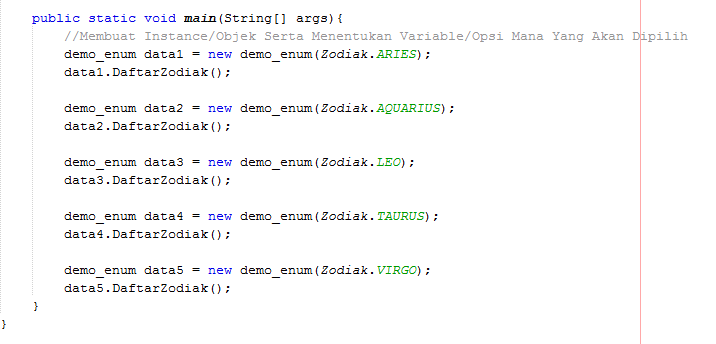 public static void main(String[] args){
//Membuat Instance/Objek Serta Menentukan Variable/Opsi Mana Yang Akan Dipilih
demo_enum data1 = new demo_enum(Zodiak.ARIES);
data1.DaftarZodiak();
demo_enum data2 = new demo_enum(Zodiak.AQUARIUS);
data2.DaftarZodiak();
demo_enum data3 = new demo_enum(Zodiak.LEO);
data3.DaftarZodiak();
demo_enum data4 = new demo_enum(Zodiak.TAURUS);
data4.DaftarZodiak();
demo_enum data5 = new demo_enum(Zodiak.VIRGO);
data5.DaftarZodiak();
}
}